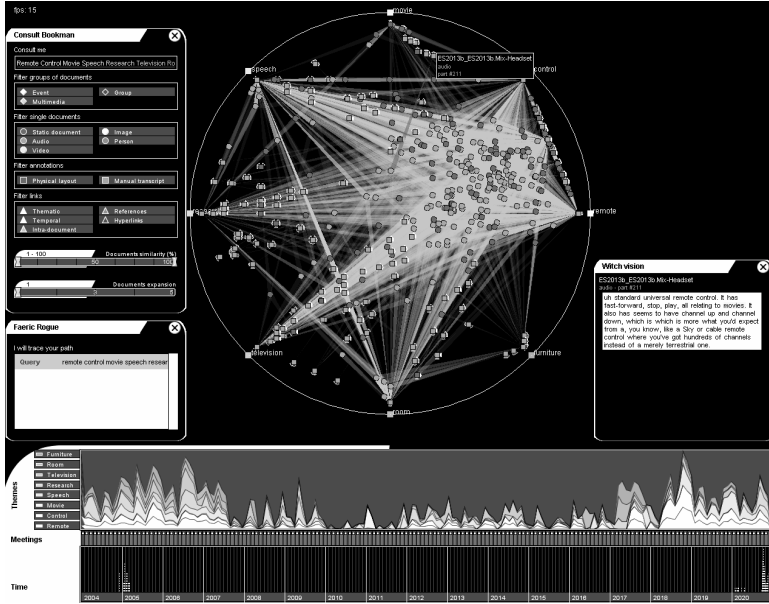 fps: 15
movie
Consult Bookman
Consult me
Remote Control Movie Speech Research Television Ro
Filter groups of documents
Event
Group
Multimedia
Filter single documents
Static document
Image
Audio
Person
Video
Filter annotations
Physical layout
Manual transcript
Filter links
Thematic
References
Temporal
Hyperlinks
Intra-document
1 - 100
Documents similarity (%)
50
100
1
Documents expansion
speech
ES2013b_ES2013b.Mix-Headset
audio
part #211
control
remote
television
furniture
room
Faeric Rogue
I will trace your path
Query
remote control movie speech resear
Witch vision
ES2013b_ES2013b.Mix-Headset
audio - part #211
uh standard universal remote control. It has
fast-forward, stop, play, all relating to movies. It
also has seems to have channel up and channel
down, which is which is more what you'd expect
from a, you know, like a Sky or cable remote
control where you've got hundreds of channels
instead of a merely terrestrial one.
Themes
Furniture
Room
Television
Research
Speech
Movie
Control
Remote
Meetings
Time
2004
2005
2006
2007
2008
2009
2010
2011
2012
2013
2014
2015
2016
2017
2018
2019
2020